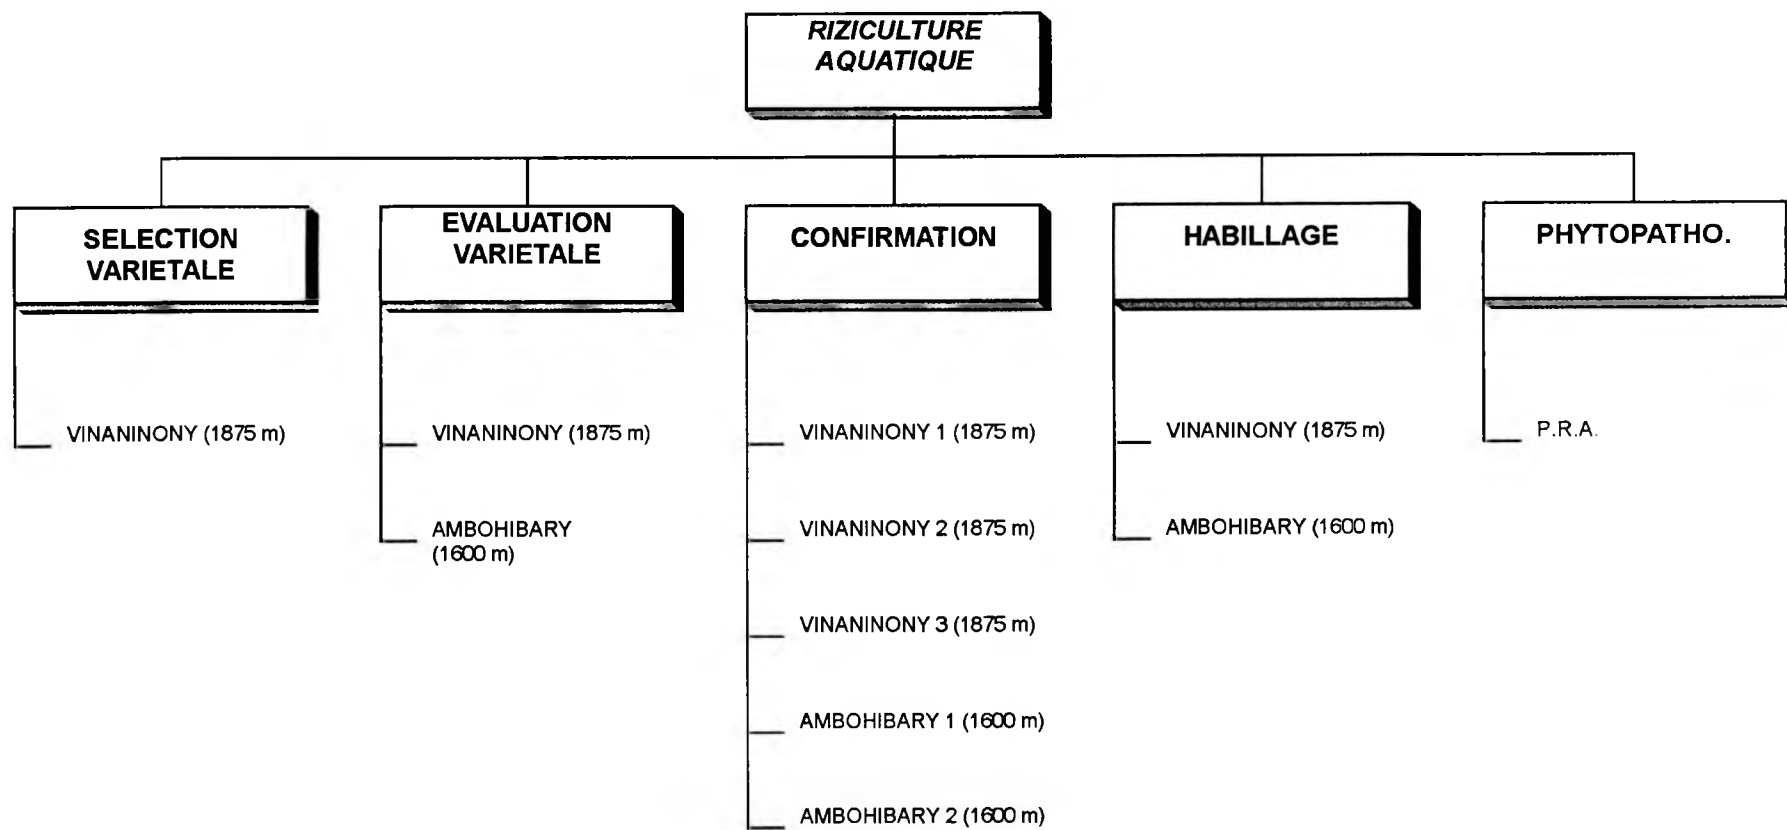 RIZICULTURE
AQUATIQUE
SELECTION
VARIETALE
EVALUATION
VARIETALE
CONFIRMATION
HABILLAGE
PHYTOPATHO.
VINANINONY (1875 m)
VINANINONY (1875 m)
AMBOHIBARY
(1600 m)
VINANINONY 1 (1875 m)
VINANINONY 2 (1875 m)
VINANINONY 3 (1875 m)
AMBOHIBARY 1 (1600 m)
AMBOHIBARY 2 (1600 m)
VINANINONY (1875 m)
AMBOHIBARY (1600 m)
P.R.A.